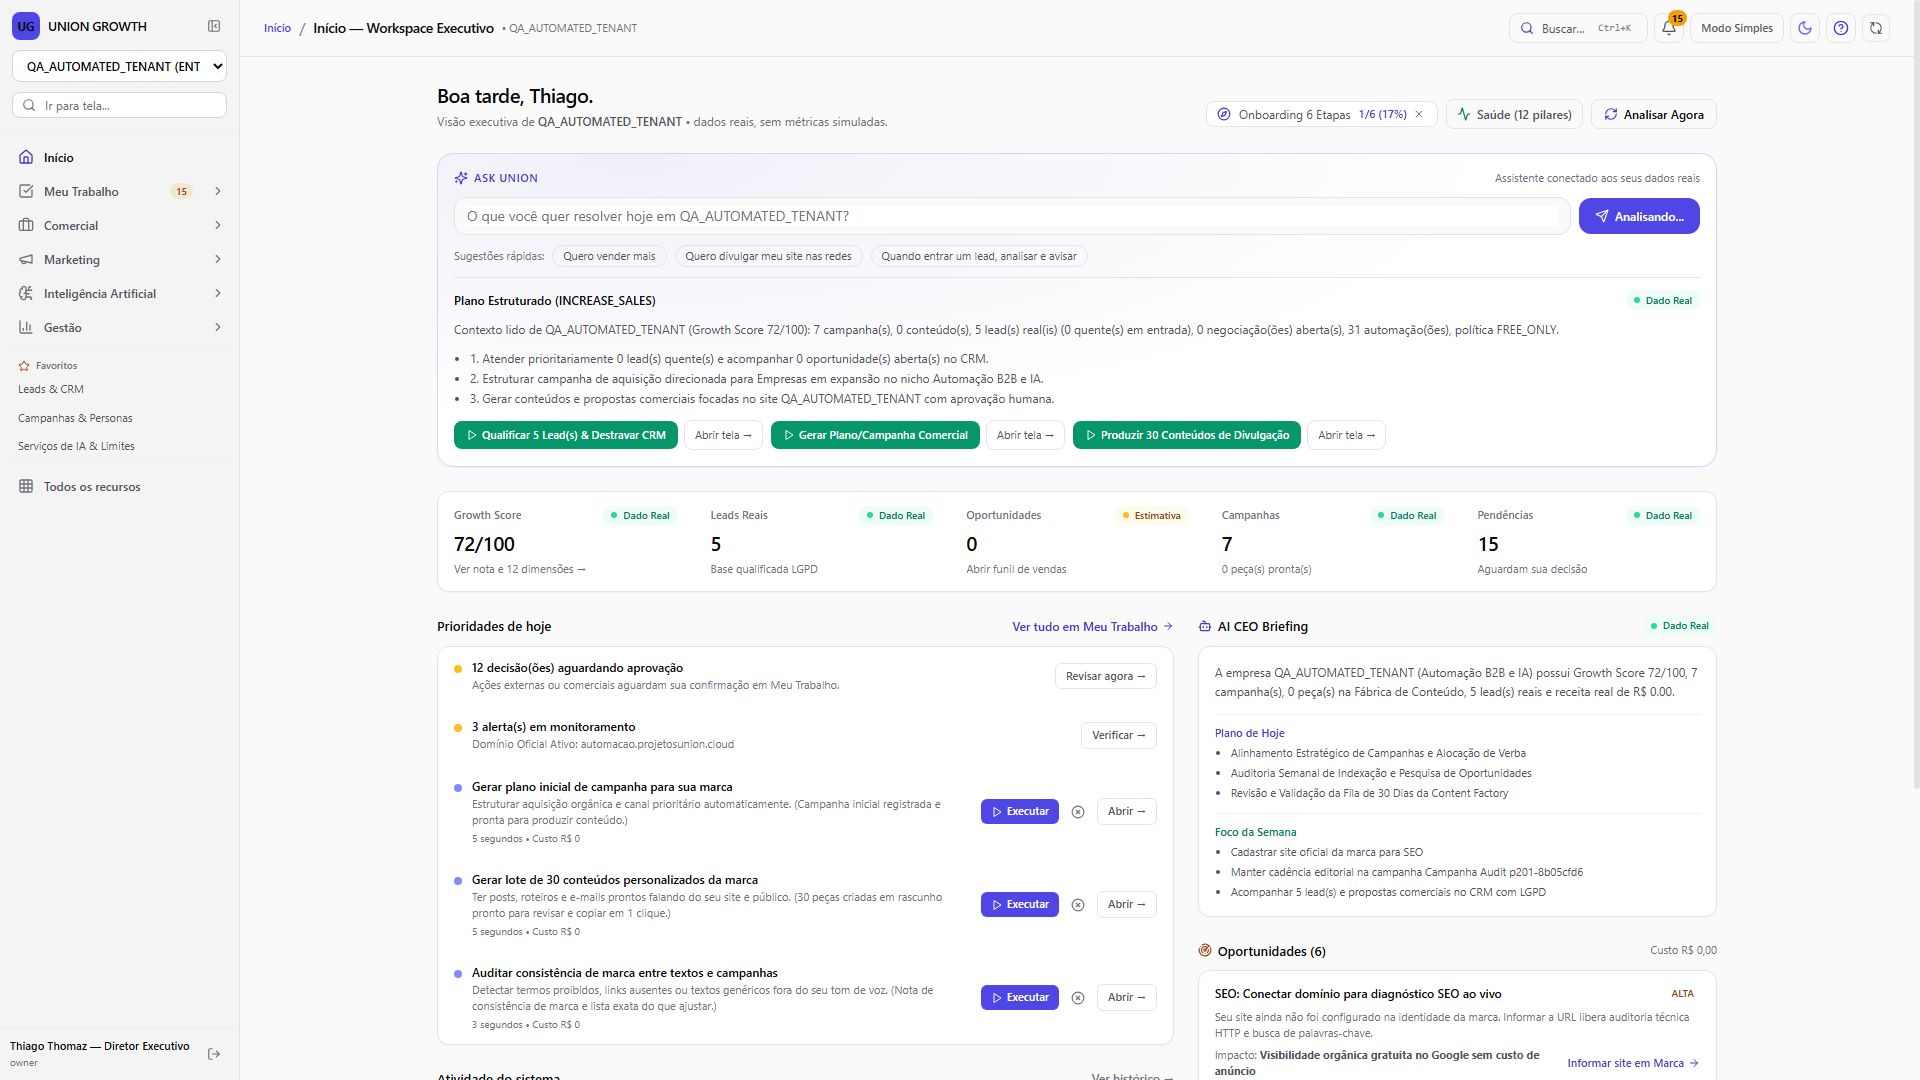 UG UNION GROWTH
QA_AUTOMATED_TENANT (ENT
Ir para tela...
Início
Meu Trabalho 15
Comercial
Marketing
Inteligência Artificial
Gestão
Favoritos
Leads & CRM
Campanhas & Personas
Serviços de IA & Limites
Todos os recursos
Thiago Thomaz — Diretor Executivo
owner
Início / Início — Workspace Executivo • QA_AUTOMATED_TENANT
Buscar... Ctrl+K
15
Modo Simples
Boa tarde, Thiago.
Visão executiva de QA_AUTOMATED_TENANT • dados reais, sem métricas simuladas.
Onboarding 6 Etapas 1/6 (17%) ×
Saúde (12 pilares)
Analisar Agora
ASK UNION
Assistente conectado aos seus dados reais
O que você quer resolver hoje em QA_AUTOMATED_TENANT?
Analisando...
Sugestões rápidas: Quero vender mais Quero divulgar meu site nas redes Quando entrar um lead, analisar e avisar
Plano Estruturado (INCREASE_SALES) Dado Real
Contexto lido de QA_AUTOMATED_TENANT (Growth Score 72/100): 7 campanha(s), 0 conteúdo(s), 5 lead(s) real(is) (0 quente(s) em entrada), 0 negociação(ões) aberta(s), 31 automação(ões), política FREE_ONLY.
• 1. Atender prioritariamente 0 lead(s) quente(s) e acompanhar 0 oportunidade(s) aberta(s) no CRM.
• 2. Estruturar campanha de aquisição direcionada para Empresas em expansão no nicho Automação B2B e IA.
• 3. Gerar conteúdos e propostas comerciais focadas no site QA_AUTOMATED_TENANT com aprovação humana.
Qualificar 5 Lead(s) & Destravar CRM Abrir tela → Gerar Plano/Campanha Comercial Abrir tela → Produzir 30 Conteúdos de Divulgação Abrir tela →
Growth Score Dado Real
72/100
Ver nota e 12 dimensões →
Leads Reais Dado Real
5
Base qualificada LGPD
Oportunidades Estimativa
0
Abrir funil de vendas
Campanhas Dado Real
7
0 peça(s) pronta(s)
Pendências Dado Real
15
Aguardam sua decisão
Prioridades de hoje Ver tudo em Meu Trabalho →
12 decisão(ões) aguardando aprovação
Ações externas ou comerciais aguardam sua confirmação em Meu Trabalho.
Revisar agora →
3 alerta(s) em monitoramento
Domínio Oficial Ativo: automacao.projetosunion.cloud
Verificar →
Gerar plano inicial de campanha para sua marca
Estruturar aquisição orgânica e canal prioritário automaticamente. (Campanha inicial registrada e
pronta para produzir conteúdo.)
5 segundos • Custo R$ 0
Executar Abrir →
Gerar lote de 30 conteúdos personalizados da marca
Ter posts, roteiros e e-mails prontos falando do seu site e público. (30 peças criadas em rascunho
pronto para revisar e copiar em 1 clique.)
5 segundos • Custo R$ 0
Executar Abrir →
Auditar consistência de marca entre textos e campanhas
Detectar termos proibidos, links ausentes ou textos genéricos fora do seu tom de voz. (Nota de
consistência de marca e lista exata do que ajustar.)
3 segundos • Custo R$ 0
Executar Abrir →
Atividade do sistema Ver histórico →
AI CEO Briefing Dado Real
A empresa QA_AUTOMATED_TENANT (Automação B2B e IA) possui Growth Score 72/100, 7
campanha(s), 0 peça(s) na Fábrica de Conteúdo, 5 lead(s) reais e receita real de R$ 0.00.
Plano de Hoje
• Alinhamento Estratégico de Campanhas e Alocação de Verba
• Auditoria Semanal de Indexação e Pesquisa de Oportunidades
• Revisão e Validação da Fila de 30 Dias da Content Factory
Foco da Semana
• Cadastrar site oficial da marca para SEO
• Manter cadência editorial na campanha Campanha Audit p201-8b05cfd6
• Acompanhar 5 lead(s) e propostas comerciais no CRM com LGPD
Oportunidades (6) Custo R$ 0,00
SEO: Conectar domínio para diagnóstico SEO ao vivo ALTA
Seu site ainda não foi configurado na identidade da marca. Informar a URL libera auditoria técnica
HTTP e busca de palavras-chave.
Impacto: Visibilidade orgânica gratuita no Google sem custo de
anúncio
Informar site em Marca →